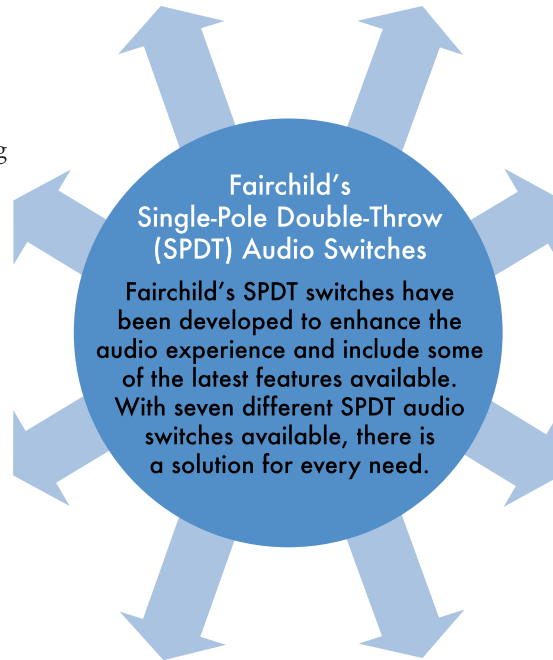 Fairchild's
Single-Pole Double-Throw
(SPDT) Audio Switches
Fairchild's SPDT switches have
been developed to enhance the
audio experience and include some
of the latest features available.
With seven different SPDT audio
switches available, there is
a solution for every need.